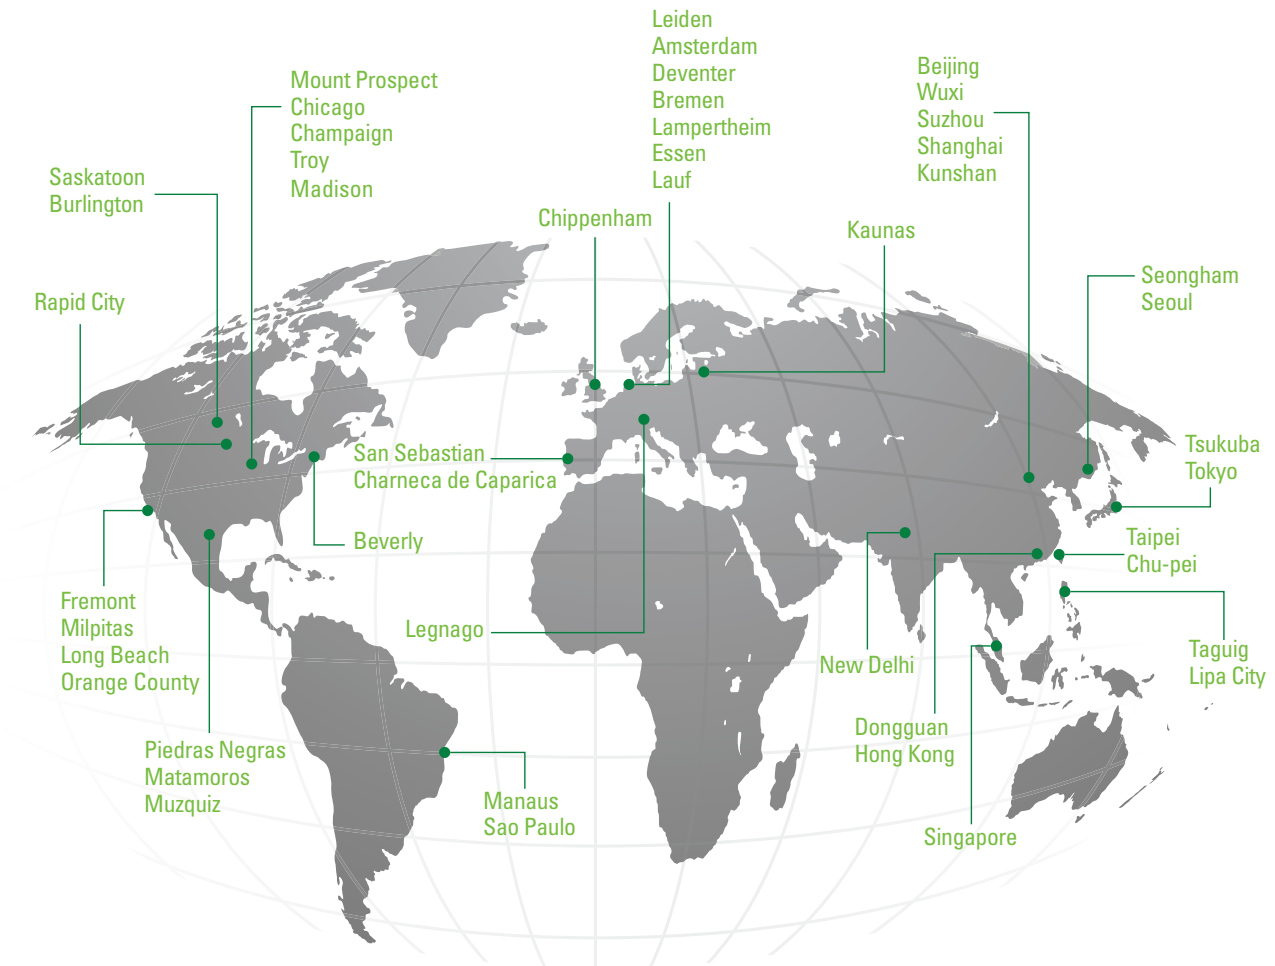 Leiden
Amsterdam
Deventer
Bremen
Lampertheim
Essen
Lauf
Mount Prospect
Chicago
Champaign
Troy
Madison
Beijing
Wuxi
Suzhou
Shanghai
Kunshan
Saskatoon
Burlington
Chippenham
Kaunas
Seongham
Seoul
Rapid City
San Sebastian
Charneca de Caparica
Tsukuba
Tokyo
Beverly
Taipei
Chu-pei
Fremont
Milpitas
Long Beach
Orange County
Legnago
New Delhi
Taguig
Lipa City
Piedras Negras
Matamoros
Muzquiz
Dongguan
Hong Kong
Manaus
Sao Paulo
Singapore